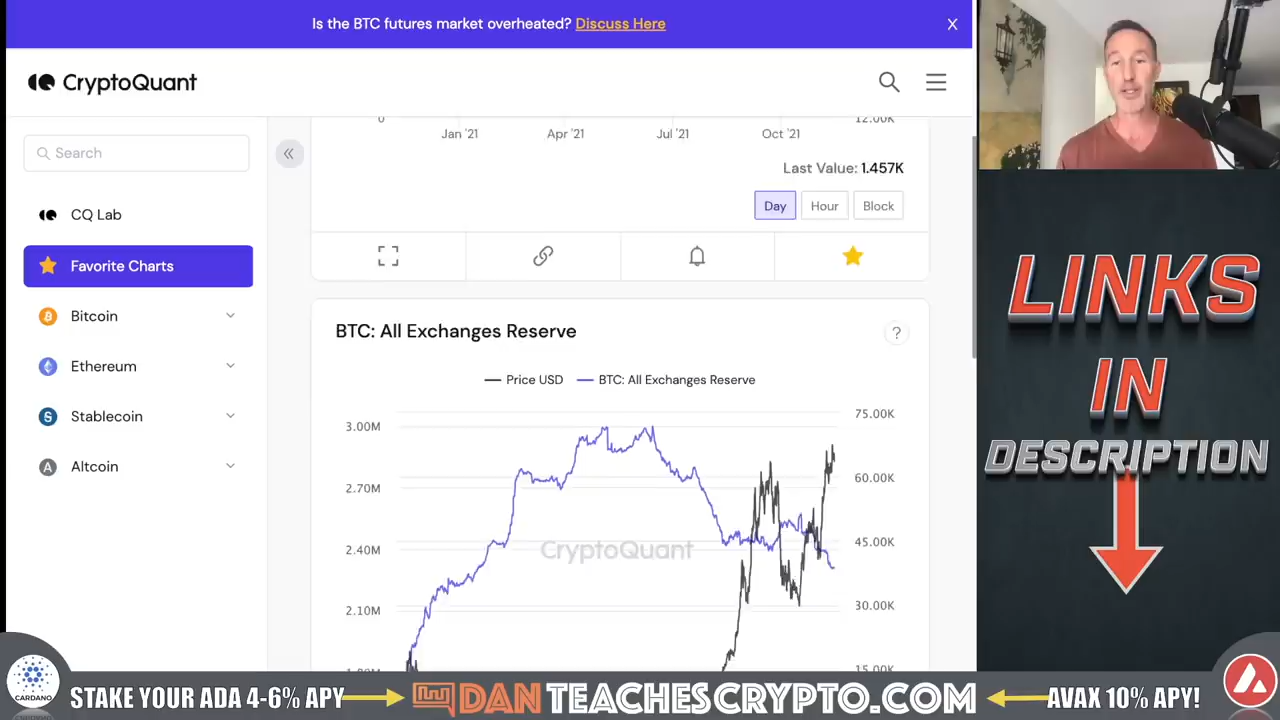 Is the BTC futures market overheated? Discuss Here X
CryptoQuant
Search
CQ Lab
Favorite Charts
Bitcoin
Ethereum
Stablecoin
Altcoin
0 12.00K
Jan '21 Apr '21 Jul '21 Oct '21
Last Value: 1.457K
Day Hour Block
BTC: All Exchanges Reserve ?
Price USD BTC: All Exchanges Reserve
3.00M 75.00K
2.70M 60.00K
2.40M 45.00K
2.10M 30.00K
1.80M 15.00K
CryptoQuant
LINKS
IN
DESCRIPTION
CARDANO
STAKE YOUR ADA 4-6% APY
DANTEACHESCRYPTO.COM
AVAX 10% APY!